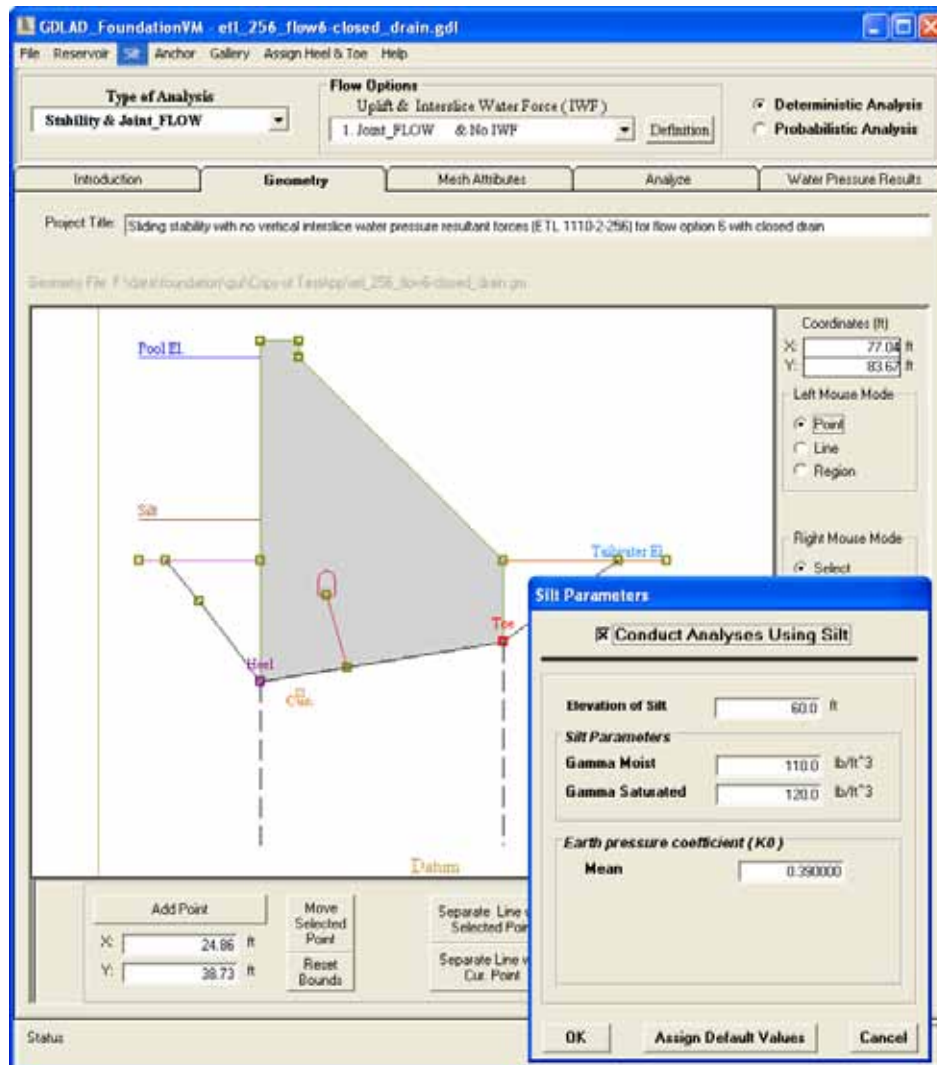 GDLAD_FoundationVM - etl_256_flow6-closed_drain.gdl
File Reservoir Silt Anchor Gallery Assign Heel & Toe Help
Type of Analysis
Stability & Joint_FLOW
Flow Options
Uplift & Interslice Water Force ( IWF )
1. Joint_FLOW & No IWF
Definition
Deterministic Analysis
Probabilistic Analysis
Introduction Geometry Mesh Attributes Analyze Water Pressure Results
Project Title: Sliding stability with no vertical interslice water pressure resultant forces (ETL 1110-2-256) for flow option 6 with closed drain
Geometry File:
Coordinates (ft)
X: 77.04 ft
Y: 83.67 ft
Left Mouse Mode
Point
Line
Region
Right Mouse Mode
Select
Pool El.
Silt
Tailwater El.
Toe
Heel
Cur.
Datum
Silt Parameters
Conduct Analyses Using Silt
Elevation of Silt 60.0 ft
Silt Parameters
Gamma Moist 110.0 lb/ft^3
Gamma Saturated 120.0 lb/ft^3
Earth pressure coefficient ( K0 )
Mean 0.390000
OK Assign Default Values Cancel
Add Point
X: 24.86 ft
Y: 38.73 ft
Move Selected Point
Reset Bounds
Separate Line
Selected
Separate Line
Cur. Point
Status